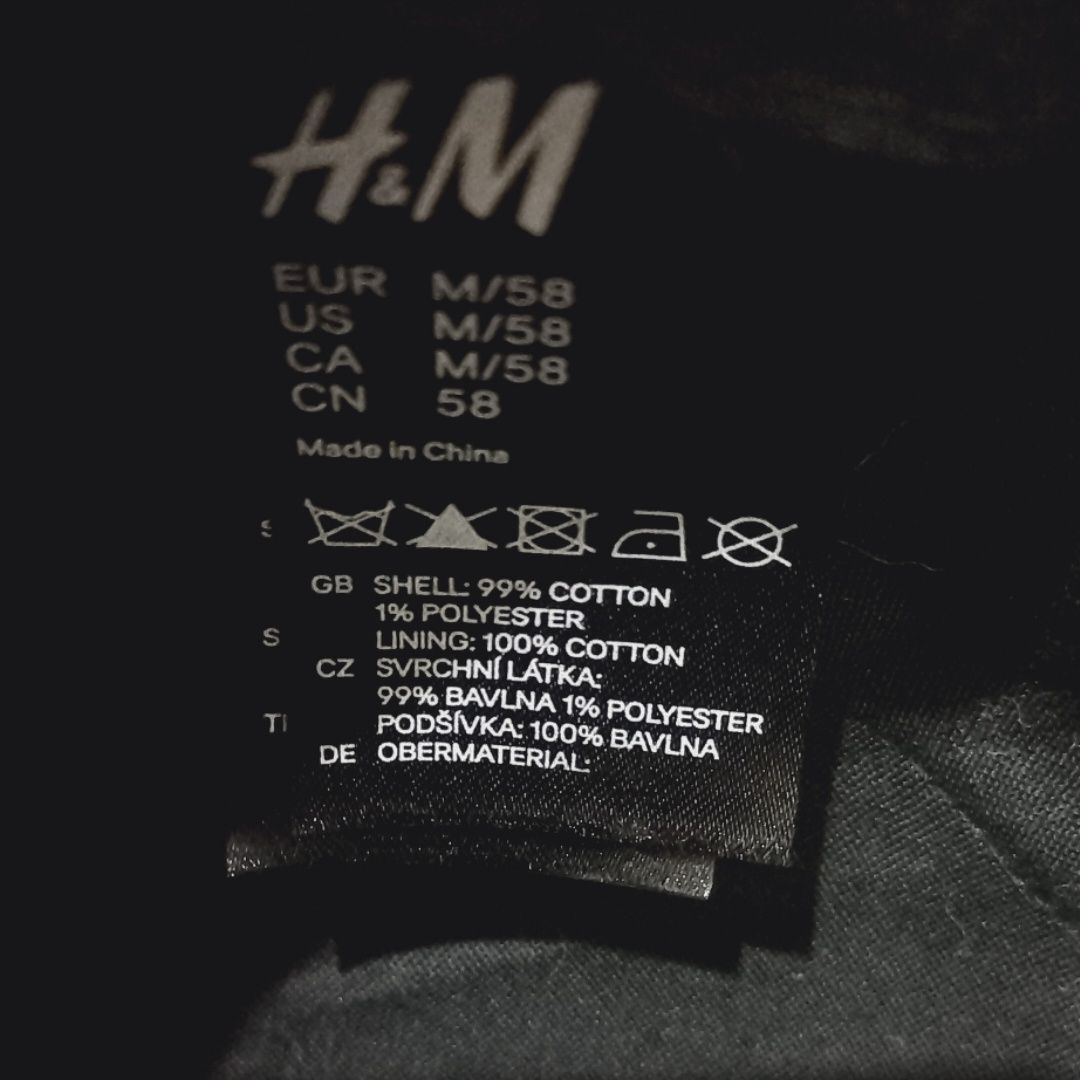 H&M
EUR M/58
US M/58
CA M/58
CN 58
Made in China
GB SHELL: 99% COTTON
1% POLYESTER
LINING: 100% COTTON
CZ SVRCHNÍ LÁTKA:
99% BAVLNA 1% POLYESTER
PODŠÍVKA: 100% BAVLNA
DE OBERMATERIAL: